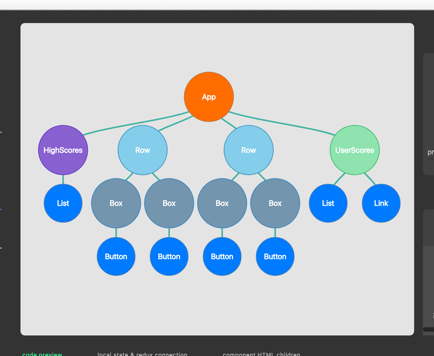 App
HighScores
Row
Row
UserScores
List
Box
Box
Box
Box
List
Link
Button
Button
Button
Button
code preview
local state & redux connection
component HTML children